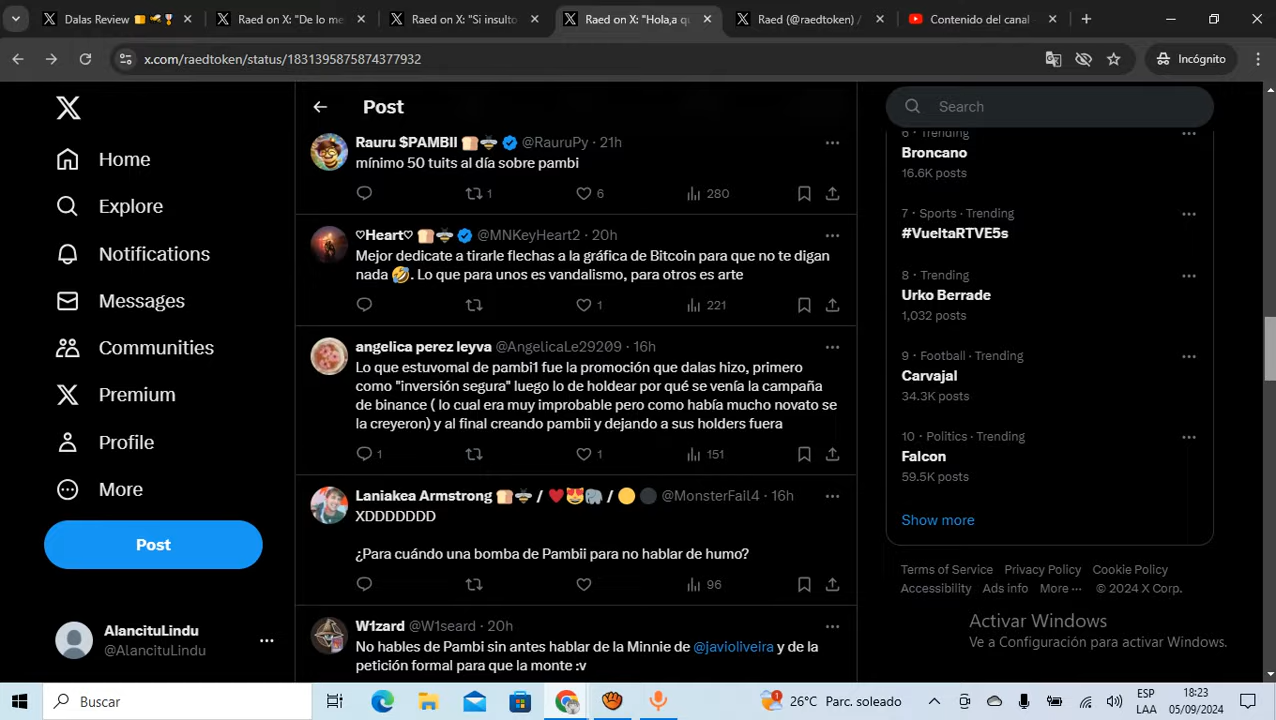 Dalas Review
Raed on X: "De lo me
Raed on X: "Si insulto
Raed on X: "Hola,a qu
Raed (@raedtoken) /
Contenido del canal
x.com/raedtoken/status/1831395875874377932
Incógnito
Home
Explore
Notifications
Messages
Communities
Premium
Profile
More
Post
AlancituLindu
@AlancituLindu
Post
Rauru $PAMBII @RauruPy · 21h
mínimo 50 tuits al día sobre pambi
1 6 280
♡Heart♡ @MNKeyHeart2 · 20h
Mejor dedicate a tirarle flechas a la gráfica de Bitcoin para que no te digan
nada 🤣. Lo que para unos es vandalismo, para otros es arte
1 221
angelica perez leyva @AngelicaLe29209 · 16h
Lo que estuvomal de pambi1 fue la promoción que dalas hizo, primero
como "inversión segura" luego lo de holdear por qué se venía la campaña
de binance ( lo cual era muy improbable pero como había mucho novato se
la creyeron) y al final creando pambii y dejando a sus holders fuera
1 1 151
Laniakea Armstrong 🍞🐝 / ❤️😻🐘 / 🟡⚫ @MonsterFail4 · 16h
XDDDDDDD
¿Para cuándo una bomba de Pambii para no hablar de humo?
96
W1zard @W1seard · 20h
No hables de Pambi sin antes hablar de la Minnie de @javioliveira y de la
petición formal para que la monte :v
Search
6 · Trending
Broncano
16.6K posts
7 · Sports · Trending
#VueltaRTVE5s
8 · Trending
Urko Berrade
1,032 posts
9 · Football · Trending
Carvajal
34.3K posts
10 · Politics · Trending
Falcon
59.5K posts
Show more
Terms of Service Privacy Policy Cookie Policy
Accessibility Ads info More ··· © 2024 X Corp.
Activar Windows
Ve a Configuración para activar Windows.
Buscar
1
26°C Parc. soleado
ESP
LAA
18:23
05/09/2024